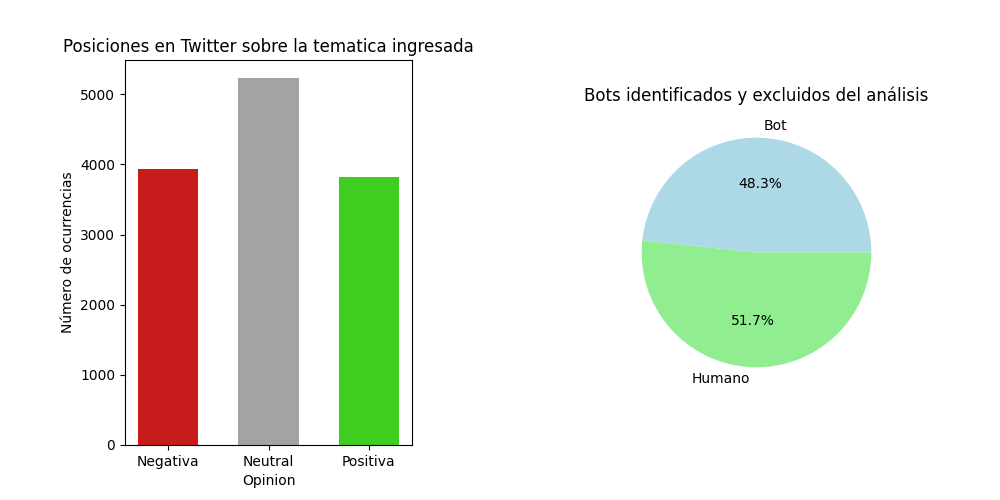 Posiciones en Twitter sobre la tematica ingresada
Número de ocurrencias
5000
4000
3000
2000
1000
0
Negativa
Neutral
Positiva
Opinion
Bots identificados y excluidos del análisis
Bot
48.3%
51.7%
Humano